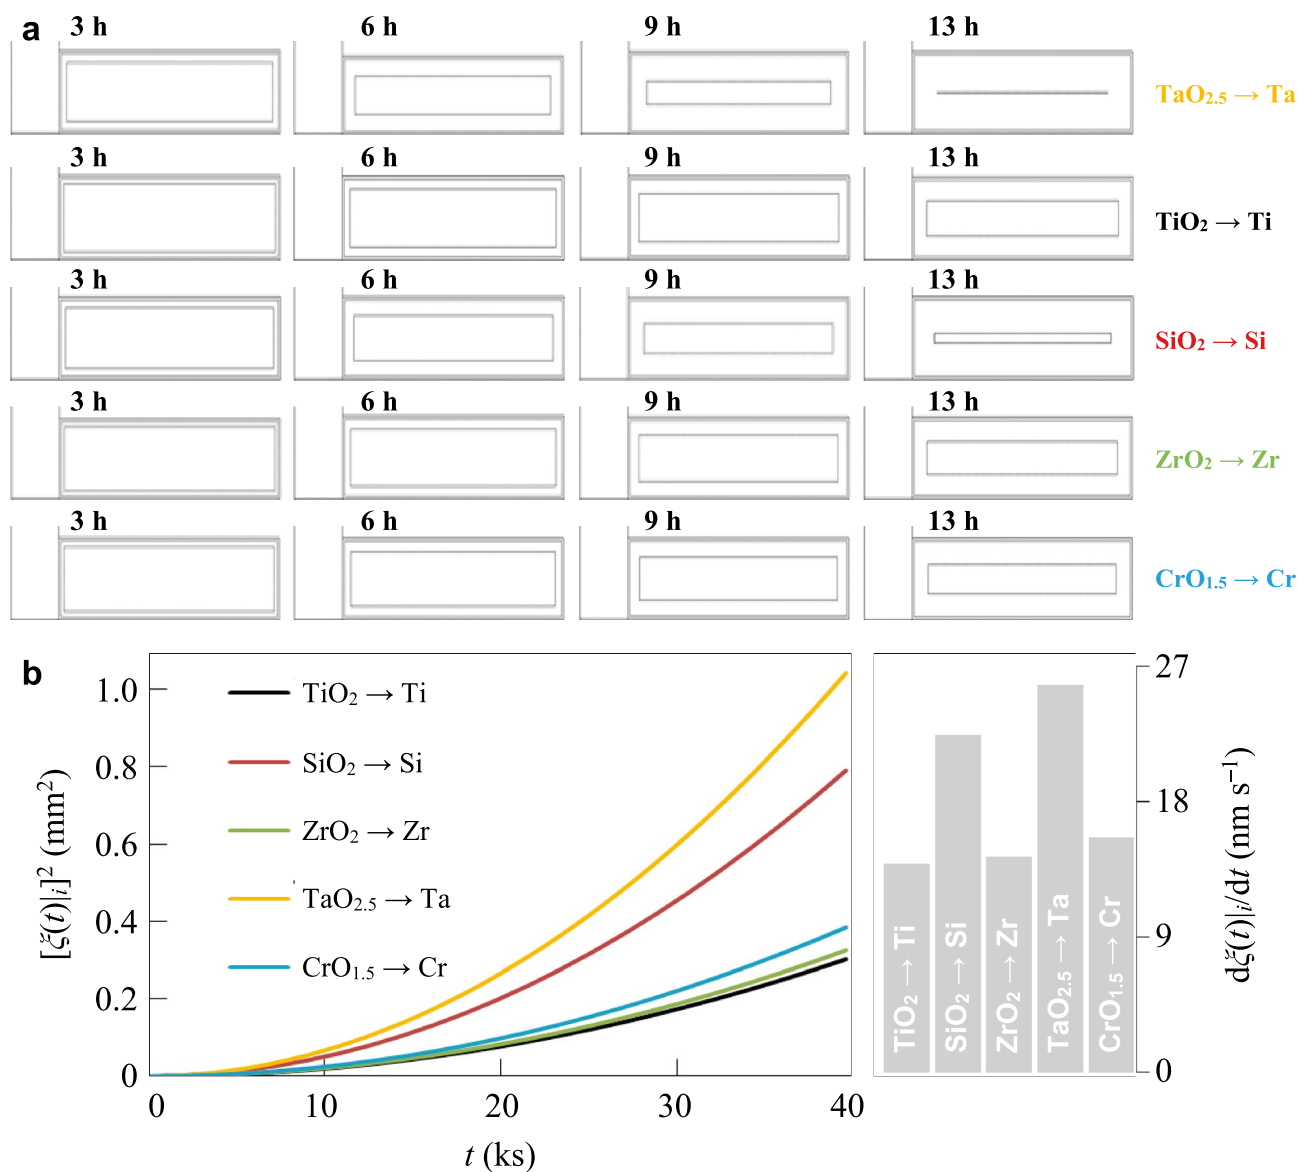 a
3 h 6 h 9 h 13 h
TaO₂.₅ → Ta
3 h 6 h 9 h 13 h
TiO₂ → Ti
3 h 6 h 9 h 13 h
SiO₂ → Si
3 h 6 h 9 h 13 h
ZrO₂ → Zr
3 h 6 h 9 h 13 h
CrO₁.₅ → Cr
b
[ξ(t)|ᵢ]² (mm²)
1.0
0.8
0.6
0.4
0.2
0
TiO₂ → Ti
SiO₂ → Si
ZrO₂ → Zr
TaO₂.₅ → Ta
CrO₁.₅ → Cr
0 10 20 30 40
t (ks)
TiO₂ → Ti
SiO₂ → Si
ZrO₂ → Zr
TaO₂.₅ → Ta
CrO₁.₅ → Cr
27
18
9
0
dξ(t)|ᵢ/dt (nm s⁻¹)